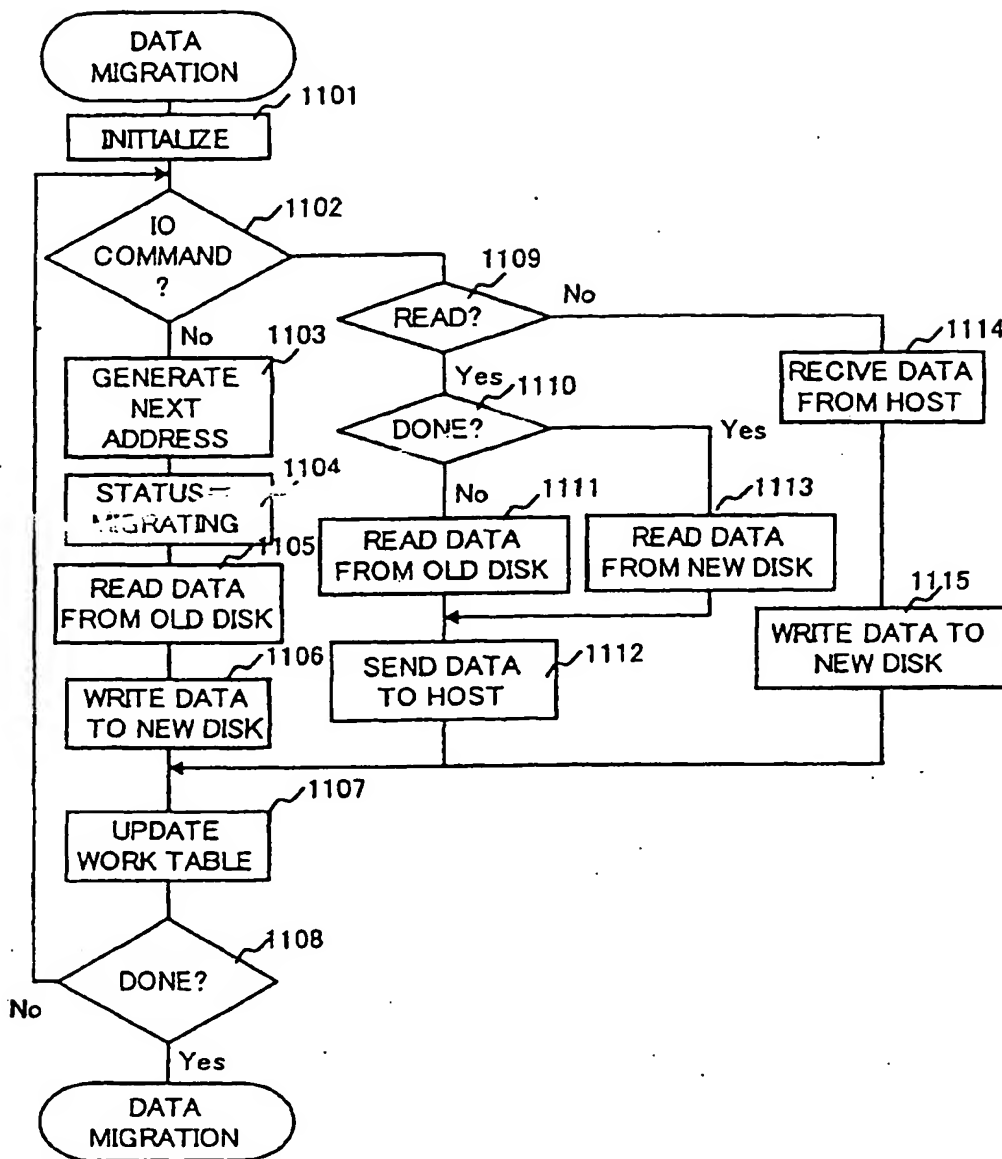 DATA
MIGRATION
1101
INITIALIZE
1102
IO
COMMAND
?
No
1103
GENERATE
NEXT
ADDRESS
1104
STATUS=
MIGRATING
1105
READ DATA
FROM OLD DISK
1106
WRITE DATA
TO NEW DISK
1107
UPDATE
WORK TABLE
1108
DONE?
No
Yes
DATA
MIGRATION
1109
READ?
No
Yes
1110
DONE?
Yes
No
1111
READ DATA
FROM OLD DISK
1113
READ DATA
FROM NEW DISK
1112
SEND DATA
TO HOST
1114
RECIVE DATA
FROM HOST
1115
WRITE DATA TO
NEW DISK